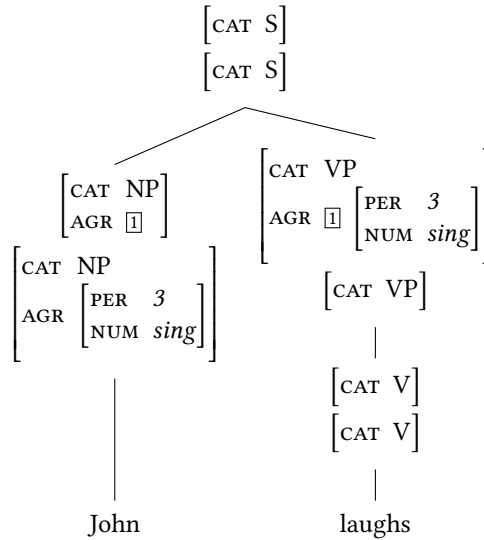 [CAT S]
[CAT S]
[CAT NP
AGR 1]
[CAT VP
AGR 1 [PER 3
NUM sing]]
[CAT NP
AGR [PER 3
NUM sing]]
[CAT VP]
[CAT V]
[CAT V]
John laughs